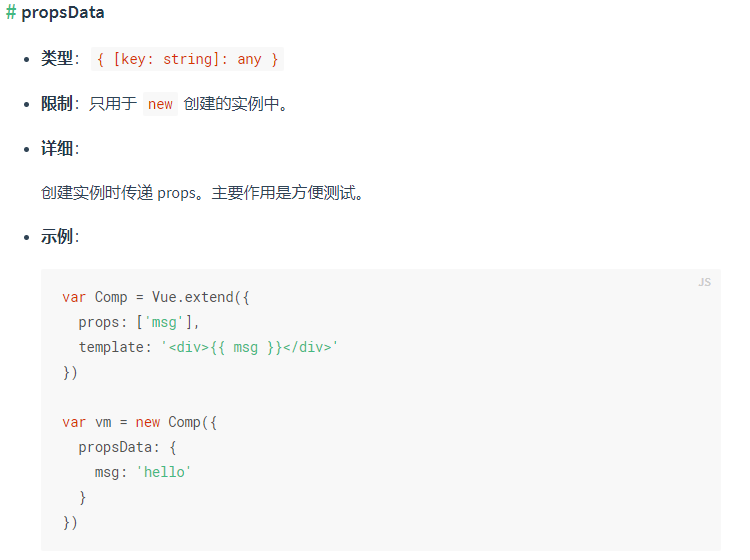 # propsData
类型：{ [key: string]: any }
限制：只用于 new 创建的实例中。
详细：
创建实例时传递 props。主要作用是方便测试。
示例：
JS
var Comp = Vue.extend({
  props: ['msg'],
  template: '<div>{{ msg }}</div>'
})
var vm = new Comp({
  propsData: {
    msg: 'hello'
  }
})